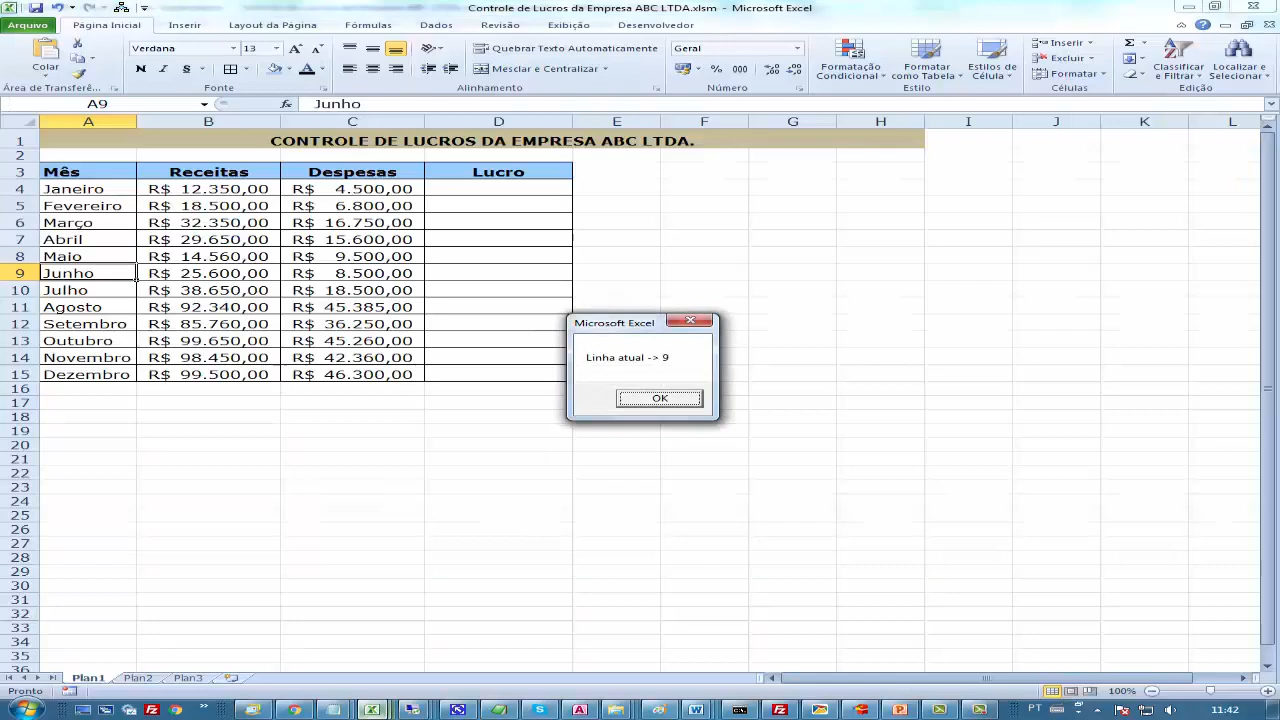 Controle de Lucros da Empresa ABC LTDA.xlsm - Microsoft Excel
Arquivo Página Inicial Inserir Layout da Página Fórmulas Dados Revisão Exibição Desenvolvedor
Colar
Verdana 13
N I S
Quebrar Texto Automaticamente
Mesclar e Centralizar
Geral
% 000
Formatação Condicional
Formatar como Tabela
Estilos de Célula
Inserir
Excluir
Formatar
Classificar e Filtrar
Localizar e Selecionar
Área de Transferê... Fonte Alinhamento Número Estilo Células Edição
A9 fx Junho
A B C D E F G H I J K L
1 CONTROLE DE LUCROS DA EMPRESA ABC LTDA.
2
3 Mês Receitas Despesas Lucro
4 Janeiro R$ 12.350,00 R$ 4.500,00
5 Fevereiro R$ 18.500,00 R$ 6.800,00
6 Março R$ 32.350,00 R$ 16.750,00
7 Abril R$ 29.650,00 R$ 15.600,00
8 Maio R$ 14.560,00 R$ 9.500,00
9 Junho R$ 25.600,00 R$ 8.500,00
10 Julho R$ 38.650,00 R$ 18.500,00
11 Agosto R$ 92.340,00 R$ 45.385,00
12 Setembro R$ 85.760,00 R$ 36.250,00
13 Outubro R$ 99.650,00 R$ 45.260,00
14 Novembro R$ 98.450,00 R$ 42.360,00
15 Dezembro R$ 99.500,00 R$ 46.300,00
16
17
18
19
20
21
22
23
24
25
26
27
28
29
30
31
32
33
34
35
36
Microsoft Excel
Linha atual -> 9
OK
Plan1 Plan2 Plan3
Pronto 100%
PT 11:42